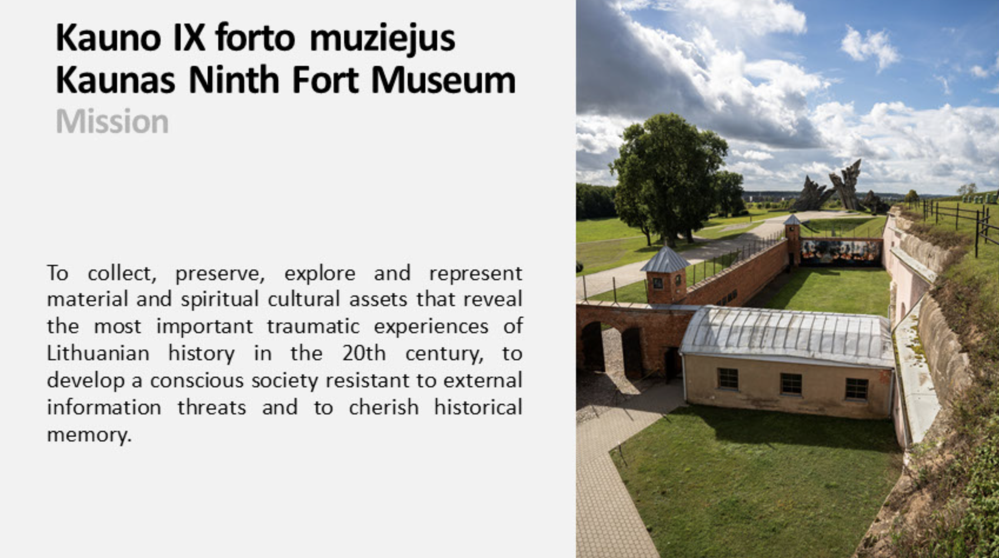 Kauno IX forto muziejus
Kaunas Ninth Fort Museum
Mission
To collect, preserve, explore and represent
material and spiritual cultural assets that reveal
the most important traumatic experiences of
Lithuanian history in the 20th century, to
develop a conscious society resistant to external
information threats and to cherish historical
memory.